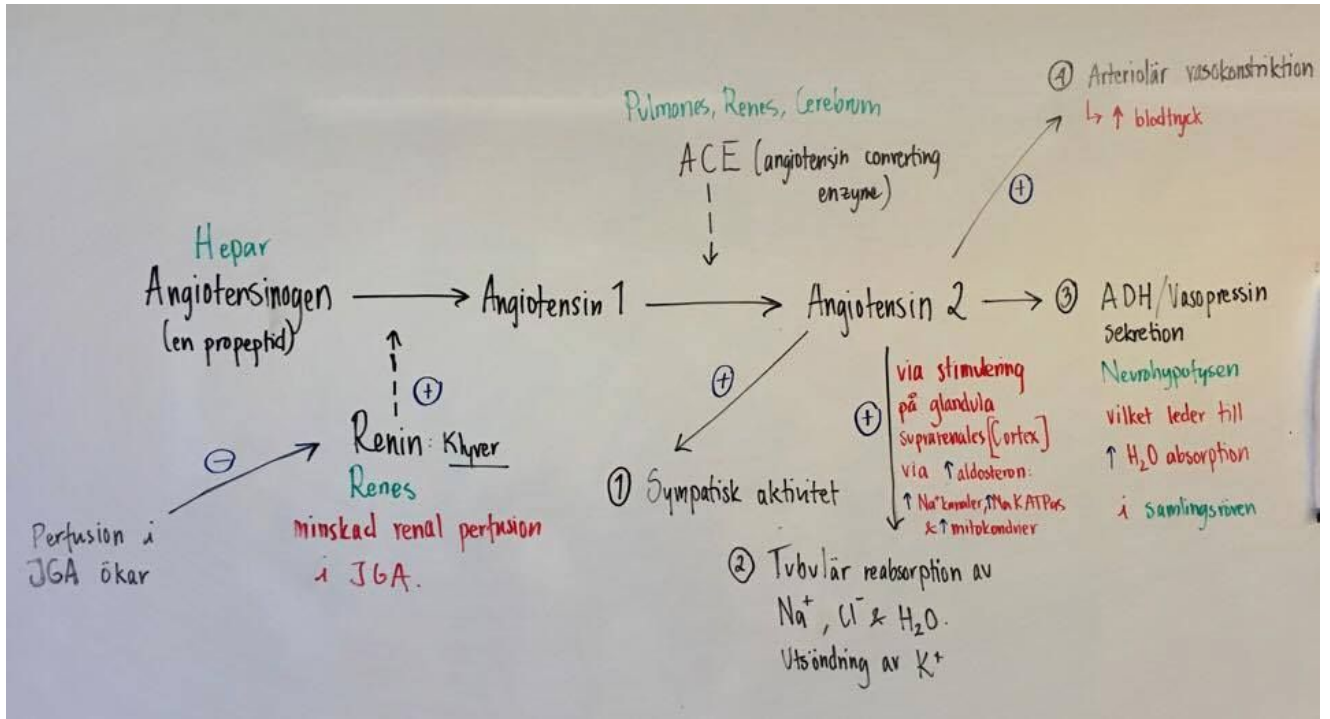 ④ Arteriolär vasokonstriktion
↳ ↑ blodtryck
Pulmones, Renes, Cerebrum
ACE (angiotensin converting
enzyme)
+
Hepar
Angiotensinogen
(en propeptid)
Angiotensin 1
Angiotensin 2
③ ADH/Vasopressin
sekretion
Neurohypofysen
vilket leder till
↑ H₂O absorption
i samlingsrören
+
Renin: Klyver
Renes
minskad renal perfusion
i JGA.
−
Perfusion i
JGA ökar
+
① Sympatisk aktivitet
+
via stimulering
på glandula
suprarenales [Cortex]
via ↑ aldosteron:
↑ Na⁺ kanaler, ↑Na K ATPas
& ↑ mitokondrier
② Tubulär reabsorption av
Na⁺, Cl⁻ & H₂O.
Utsöndring av K⁺